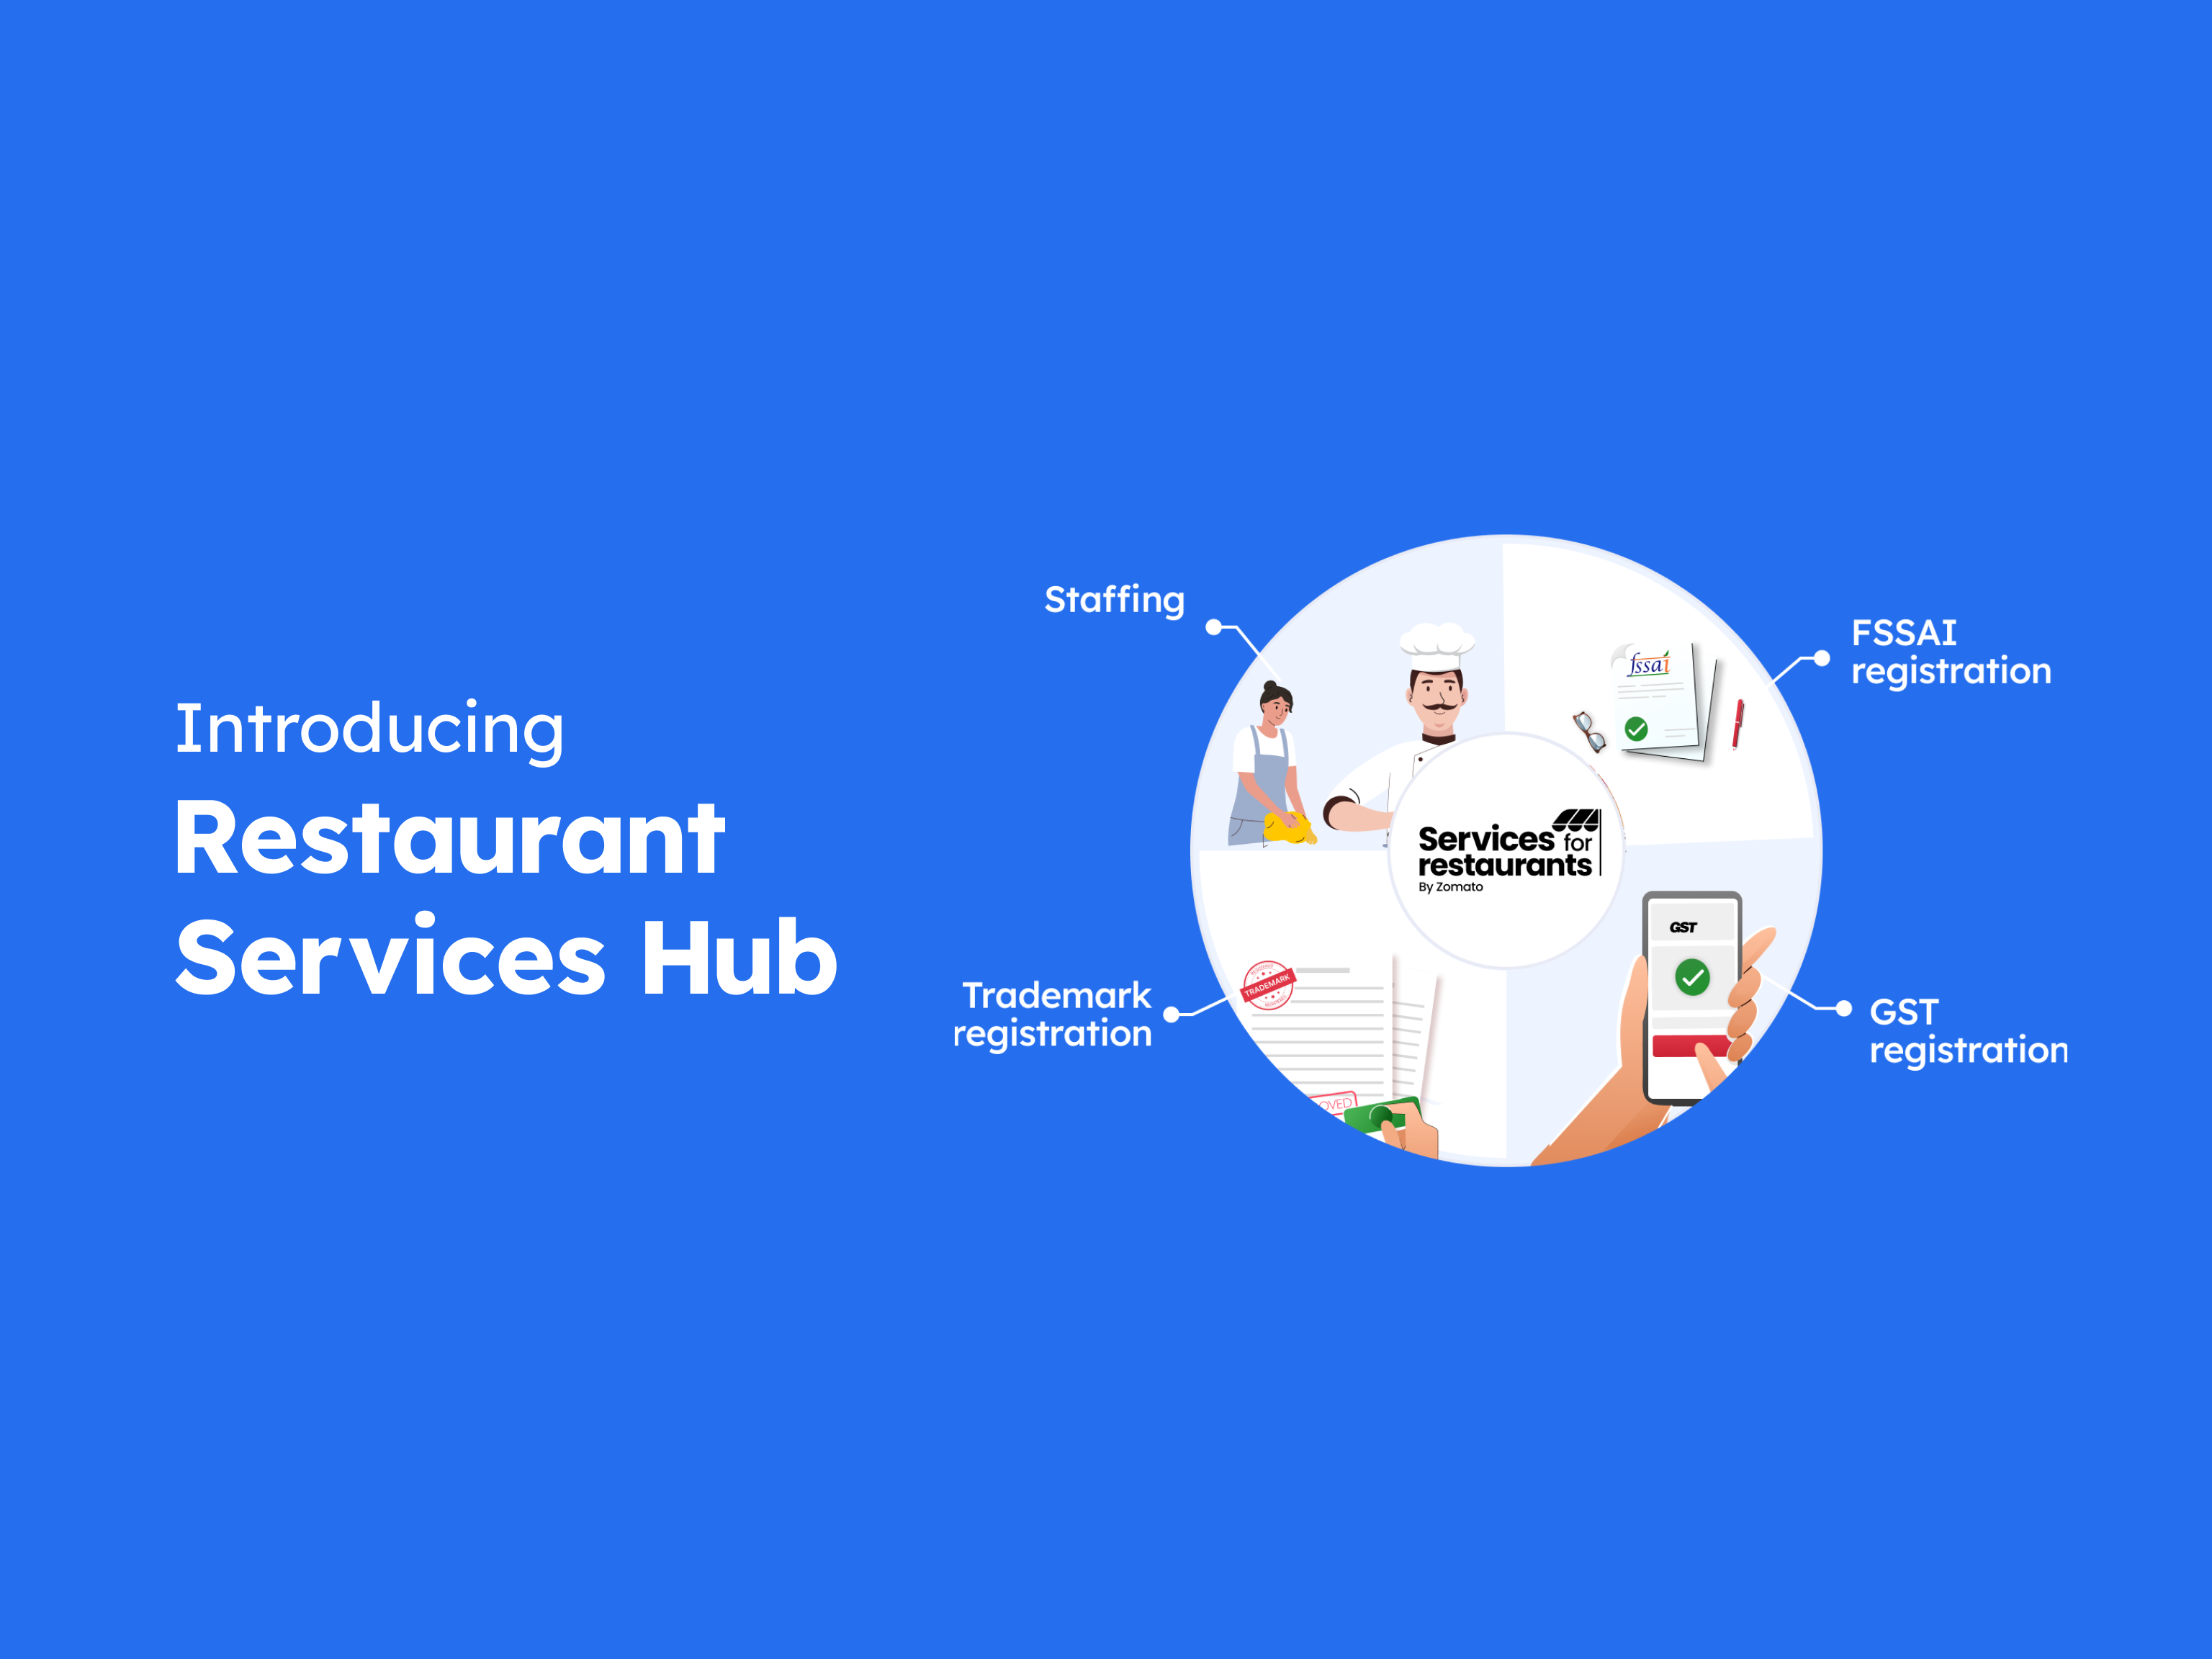 Introducing
Restaurant
Services Hub
Staffing
FSSAI
registration
fssai
Services for
restaurants
By Zomato
GST
Trademark
registration
TRADEMARK
OVED
GST
registration